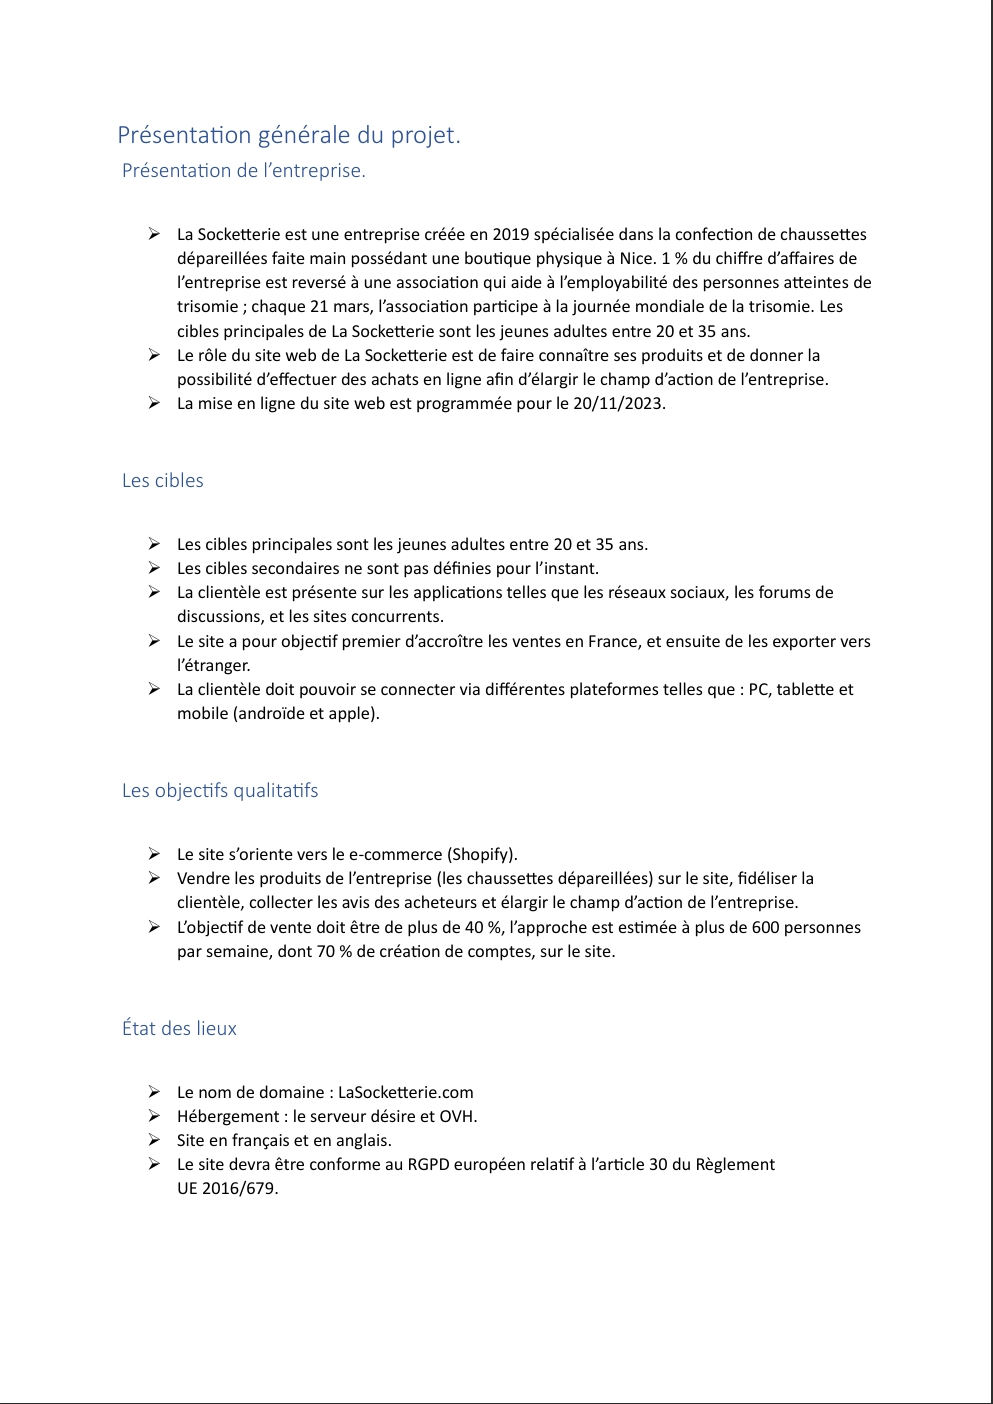 Présentation générale du projet.
Présentation de l’entreprise.
➢ La Socketterie est une entreprise créée en 2019 spécialisée dans la confection de chaussettes
dépareillées faite main possédant une boutique physique à Nice. 1 % du chiffre d’affaires de
l’entreprise est reversé à une association qui aide à l’employabilité des personnes atteintes de
trisomie ; chaque 21 mars, l’association participe à la journée mondiale de la trisomie. Les
cibles principales de La Socketterie sont les jeunes adultes entre 20 et 35 ans.
➢ Le rôle du site web de La Socketterie est de faire connaître ses produits et de donner la
possibilité d’effectuer des achats en ligne afin d’élargir le champ d’action de l’entreprise.
➢ La mise en ligne du site web est programmée pour le 20/11/2023.
Les cibles
➢ Les cibles principales sont les jeunes adultes entre 20 et 35 ans.
➢ Les cibles secondaires ne sont pas définies pour l’instant.
➢ La clientèle est présente sur les applications telles que les réseaux sociaux, les forums de
discussions, et les sites concurrents.
➢ Le site a pour objectif premier d’accroître les ventes en France, et ensuite de les exporter vers
l’étranger.
➢ La clientèle doit pouvoir se connecter via différentes plateformes telles que : PC, tablette et
mobile (androïde et apple).
Les objectifs qualitatifs
➢ Le site s’oriente vers le e-commerce (Shopify).
➢ Vendre les produits de l’entreprise (les chaussettes dépareillées) sur le site, fidéliser la
clientèle, collecter les avis des acheteurs et élargir le champ d’action de l’entreprise.
➢ L’objectif de vente doit être de plus de 40 %, l’approche est estimée à plus de 600 personnes
par semaine, dont 70 % de création de comptes, sur le site.
État des lieux
➢ Le nom de domaine : LaSocketterie.com
➢ Hébergement : le serveur désire et OVH.
➢ Site en français et en anglais.
➢ Le site devra être conforme au RGPD européen relatif à l’article 30 du Règlement
UE 2016/679.